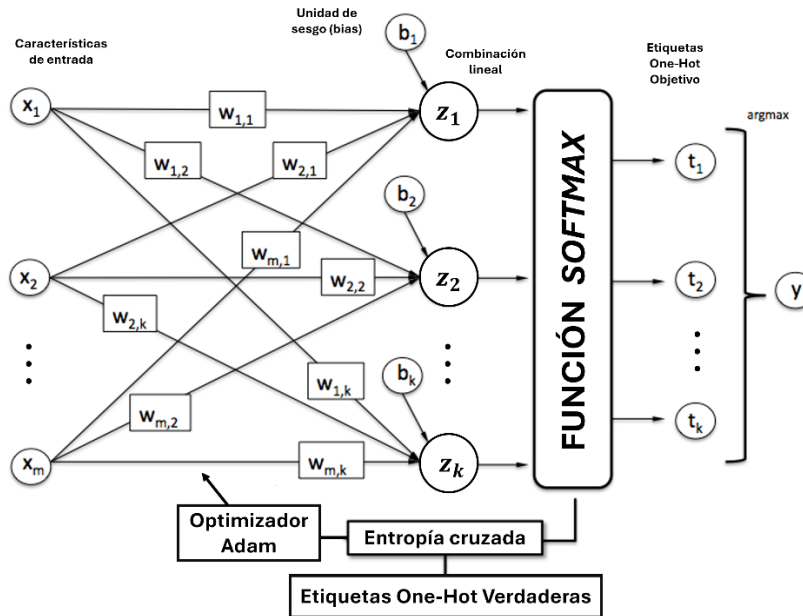 Características
de entrada
Unidad de
sesgo (bias)
b1
Combinación
lineal
Etiquetas
One-Hot
Objetivo
argmax
x1
w1,1
z1
w1,2
w2,1
t1
b2
wm,1
x2
w2,2
z2
t2
y
w2,k
FUNCIÓN SOFTMAX
bk
w1,k
wm,2
t_k
xm
wm,k
zk
Optimizador
Adam
Entropía cruzada
Etiquetas One-Hot Verdaderas